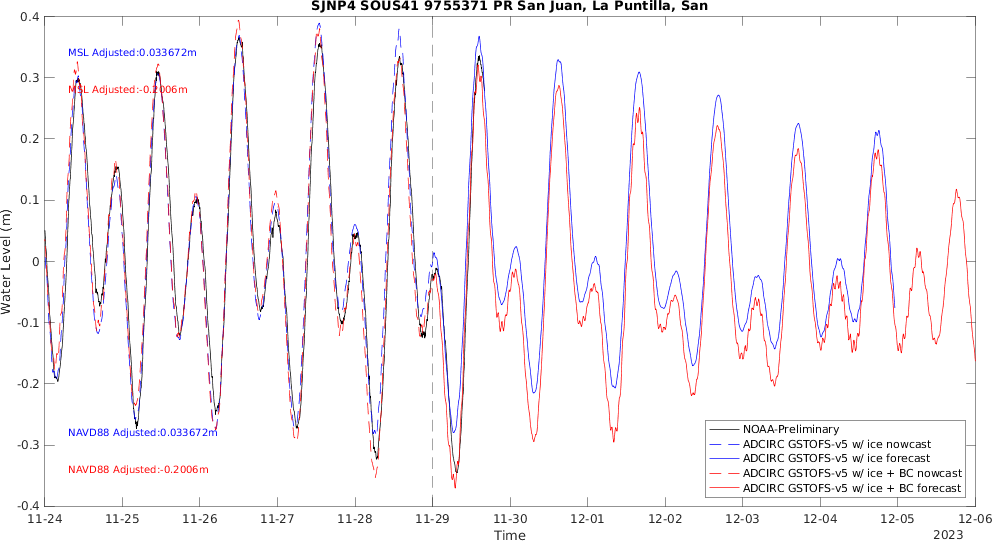 SJNP4 SOUS41 9755371 PR San Juan, La Puntilla, San
0.4
0.3
0.2
0.1
0
-0.1
-0.2
-0.3
-0.4
Water Level (m)
MSL Adjusted:0.033672m
MSL Adjusted:-0.2006m
NAVD88 Adjusted:0.033672m
NAVD88 Adjusted:-0.2006m
NOAA-Preliminary
ADCIRC GSTOFS-v5 w/ ice nowcast
ADCIRC GSTOFS-v5 w/ ice forecast
ADCIRC GSTOFS-v5 w/ ice + BC nowcast
ADCIRC GSTOFS-v5 w/ ice + BC forecast
11-24 11-25 11-26 11-27 11-28 11-29 11-30 12-01 12-02 12-03 12-04 12-05 12-06
Time
2023